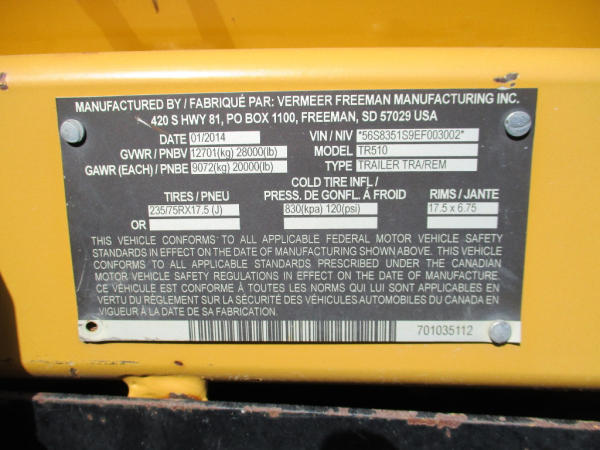 MANUFACTURED BY / FABRIQUÉ PAR: VERMEER FREEMAN MANUFACTURING INC.
420 S HWY 81, PO BOX 1100, FREEMAN, SD 57029 USA
DATE 01/2014 VIN / NIV *56S8351S9EF003002*
GVWR / PNBV 12701(kg) 28000(lb) MODEL TR510
GAWR (EACH) / PNBE 9072(kg) 20000(lb) TYPE TRAILER TRA/REM
COLD TIRE INFL /
TIRES / PNEU PRESS. DE GONFL. À FROID RIMS / JANTE
235/75RX17.5 (J) 830(kpa) 120(psi) 17.5 x 6.75
OR
THIS VEHICLE CONFORMS TO ALL APPLICABLE FEDERAL MOTOR VEHICLE SAFETY
STANDARDS IN EFFECT ON THE DATE OF MANUFACTURING SHOWN ABOVE. THIS VEHICLE
CONFORMS TO ALL APPLICABLE STANDARDS PRESCRIBED UNDER THE CANADIAN
MOTOR VEHICLE SAFETY REGULATIONS IN EFFECT ON THE DATE OF MANUFACTURE.
CE VÉHICULE EST CONFORME À TOUTES LES NORMES QUI LUI SONT APPLICABLES EN
VERTU DU RÈGLEMENT SUR LA SÉCURITÉ DES VÉHICULES AUTOMOBILES DU CANADA EN
VIGUEUR À LA DATE DE SA FABRICATION.
701035112